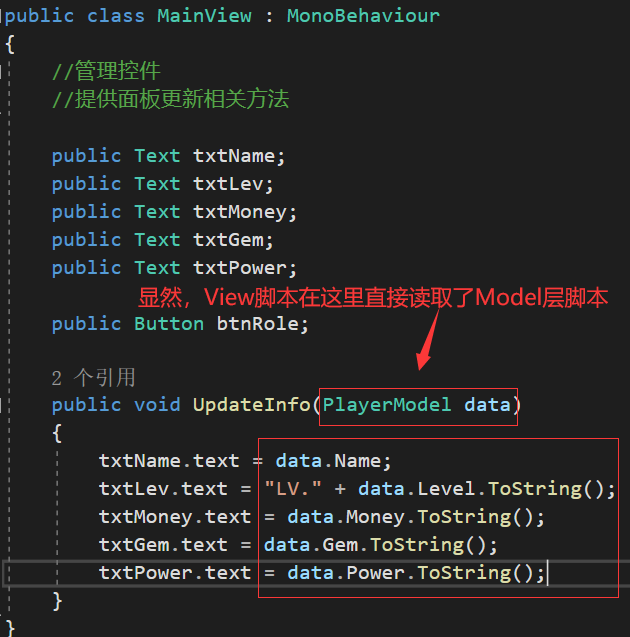 public class MainView : MonoBehaviour
{
//管理控件
//提供面板更新相关方法
public Text txtName;
public Text txtLev;
public Text txtMoney;
public Text txtGem;
public Text txtPower;
显然，View脚本在这里直接读取了Model层脚本
public Button btnRole;
2 个引用
public void UpdateInfo(PlayerModel data)
{
txtName.text = data.Name;
txtLev.text = "LV." + data.Level.ToString();
txtMoney.text = data.Money.ToString();
txtGem.text = data.Gem.ToString();
txtPower.text = data.Power.ToString();
}
}